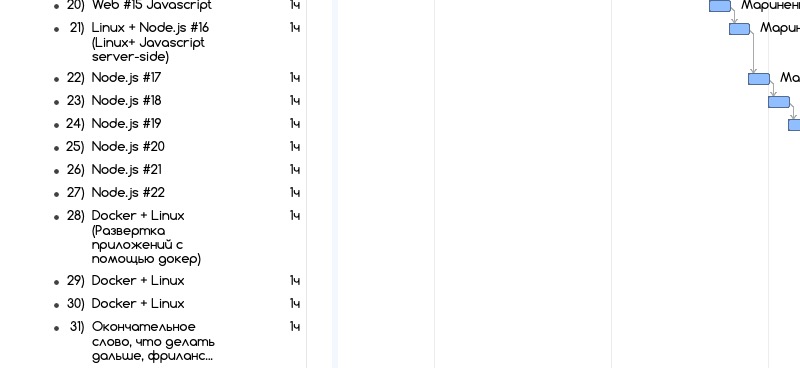 20) Web #15 Javascript 1ч
21) Linux + Node.js #16 1ч
(Linux+ Javascript
server-side)
22) Node.js #17 1ч
23) Node.js #18 1ч
24) Node.js #19 1ч
25) Node.js #20 1ч
26) Node.js #21 1ч
27) Node.js #22 1ч
28) Docker + Linux 1ч
(Развертка
приложений с
помощью докер)
29) Docker + Linux 1ч
30) Docker + Linux 1ч
31) Окончательное 1ч
слово, что делать
дальше, фриланс...